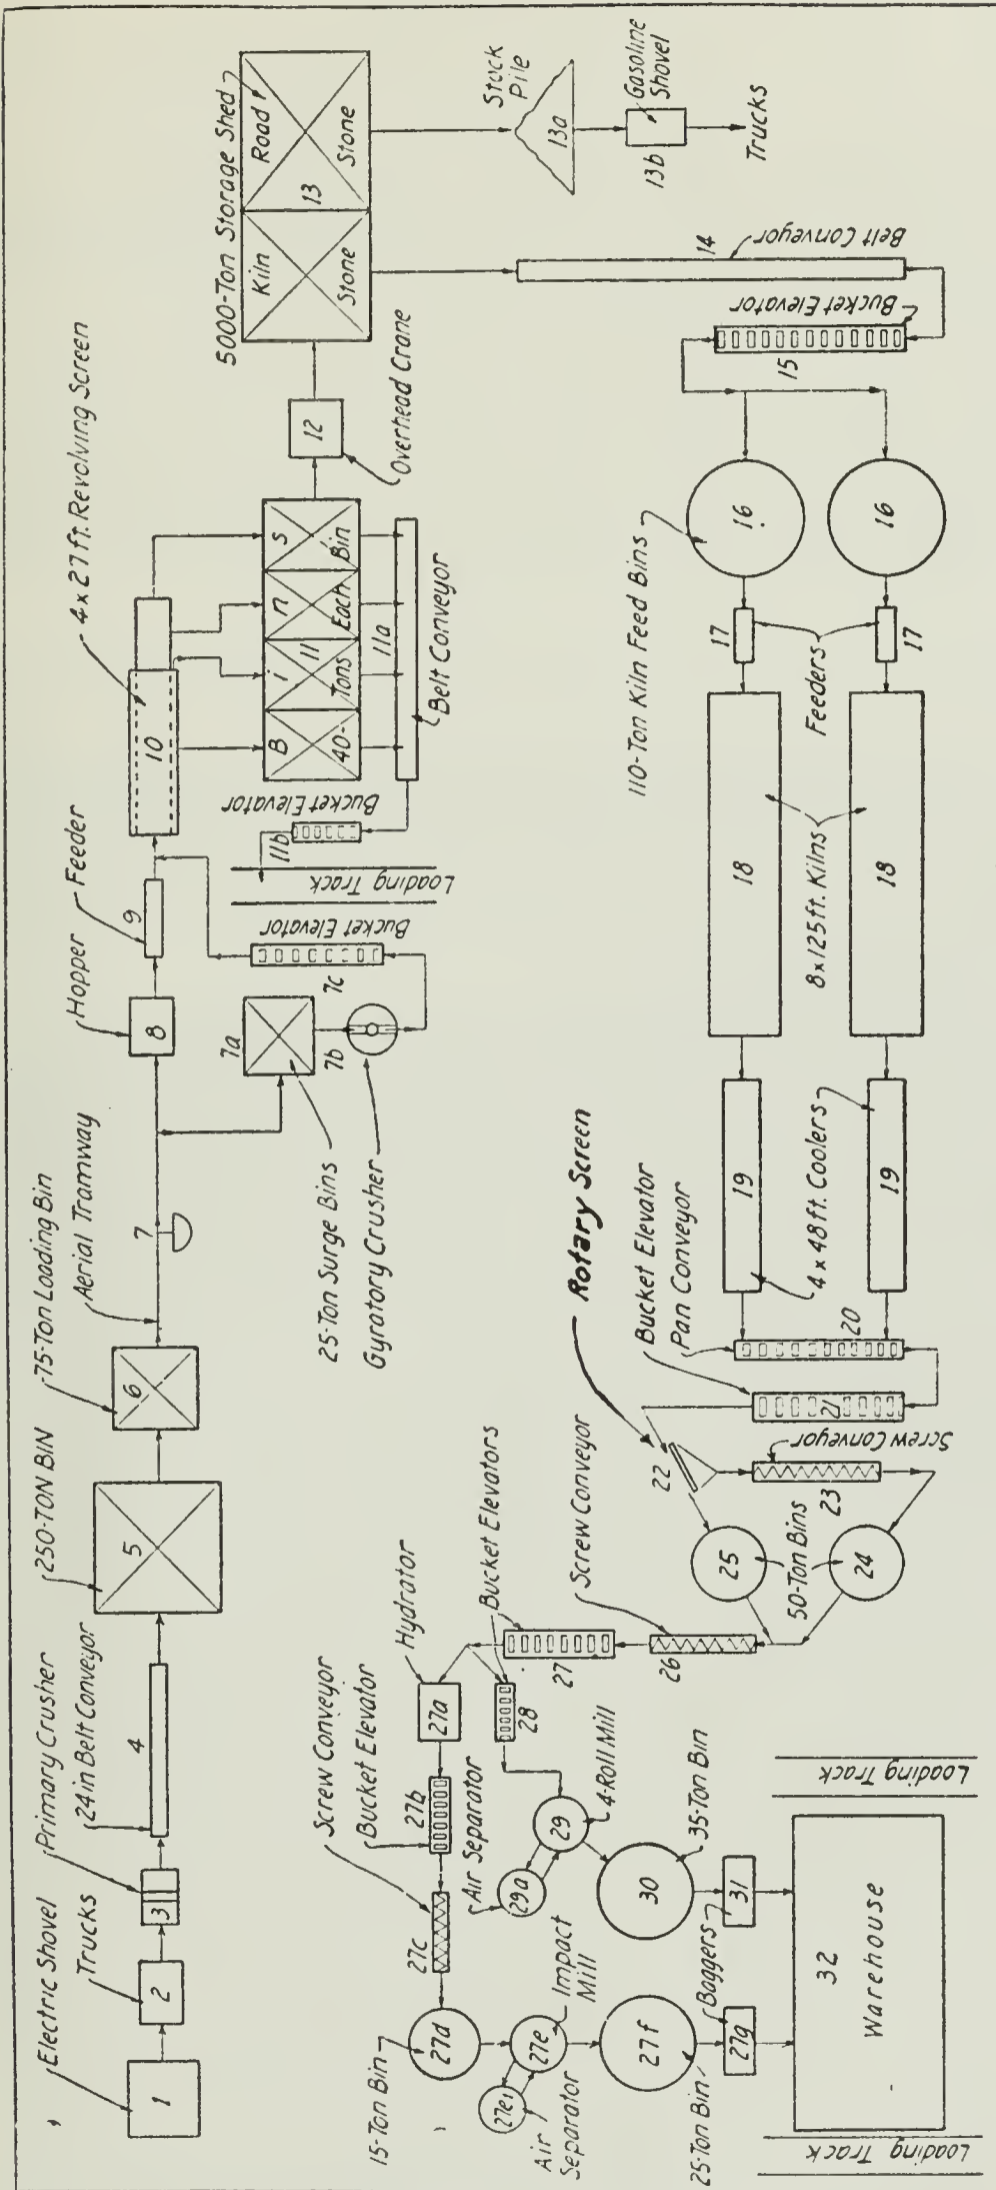 Electric Shovel
Trucks
Primary Crusher
24 in Belt Conveyor
250-TON BIN
75-Ton Loading Bin
Aerial Tramway
Hopper
Feeder
4 x 27 ft. Revolving Screen
5000-Ton Storage Shed
1
2
3
4
5
6
7
8
9
10
Kiln
Stone
Road
Stone
13
Stock
Pile
13a
Gasoline
Shovel
13b
Trucks
12
Overhead Crane
B i n s
11
40-
Tons
Each
Bin
11a
Belt Conveyor
Bucket Elevator
11b
Loading Track
Bucket Elevator
7c
7a
7b
25-Ton Surge Bins
Gyratory Crusher
14
Belt Conveyor
15
Bucket Elevator
16
16
110-Ton Kiln Feed Bins
17
17
Feeders
18
18
8 x 125 ft. Kilns
19
19
4 x 48 ft. Coolers
Rotary Screen
Bucket Elevator
Pan Conveyor
20
21
22
Screw Conveyor
23
24
25
50-Ton Bins
Screw Conveyor
26
Bucket Elevators
27
28
Hydrator
27a
Screw Conveyor
Bucket Elevator
27b
27c
Air Separator
29a
29
4-Roll Mill
35-Ton Bin
30
Baggers
31
15-Ton Bin
27d
27e
Impact
Mill
27e1
Air
Separator
27f
25-Ton Bin
27g
32
Warehouse
Loading Track
Loading Track